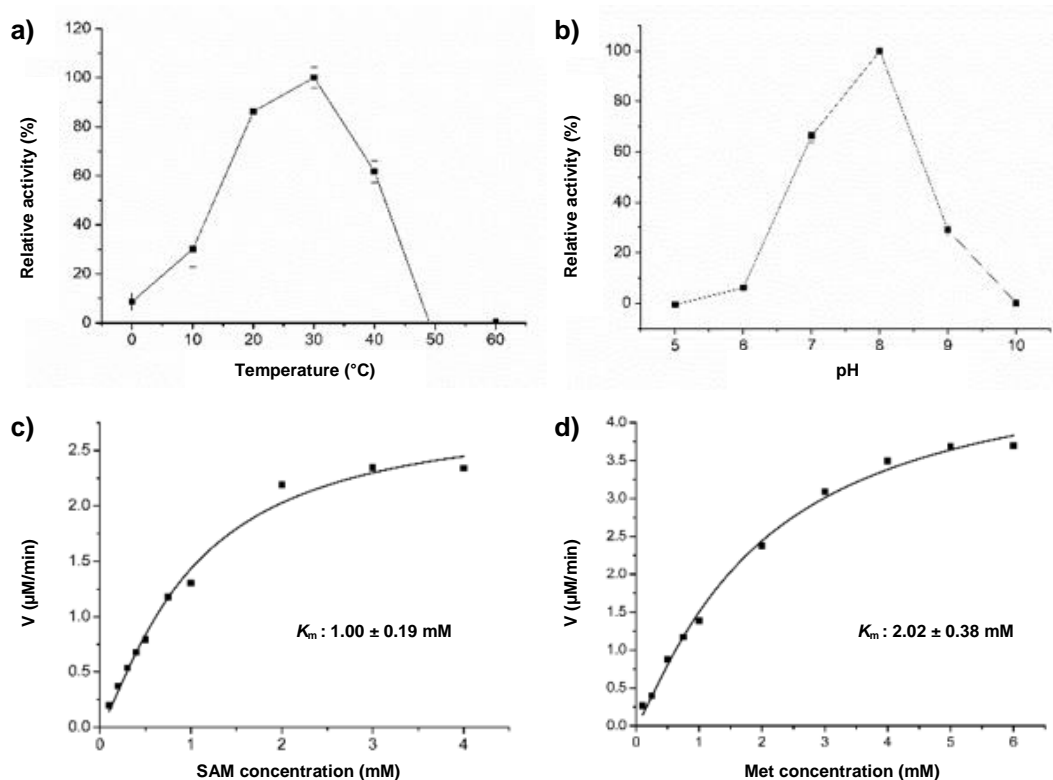 a)
Relative activity (%)
120
100
80
60
40
20
0
0 10 20 30 40 50 60
Temperature (°C)
b)
Relative activity (%)
100
80
60
40
20
0
5 6 7 8 9 10
pH
c)
V (µM/min)
2.5
2.0
1.5
1.0
0.5
0.0
0 1 2 3 4
SAM concentration (mM)
Km : 1.00 ± 0.19 mM
d)
V (µM/min)
4.0
3.5
3.0
2.5
2.0
1.5
1.0
0.5
0.0
0 1 2 3 4 5 6
Met concentration (mM)
Km : 2.02 ± 0.38 mM